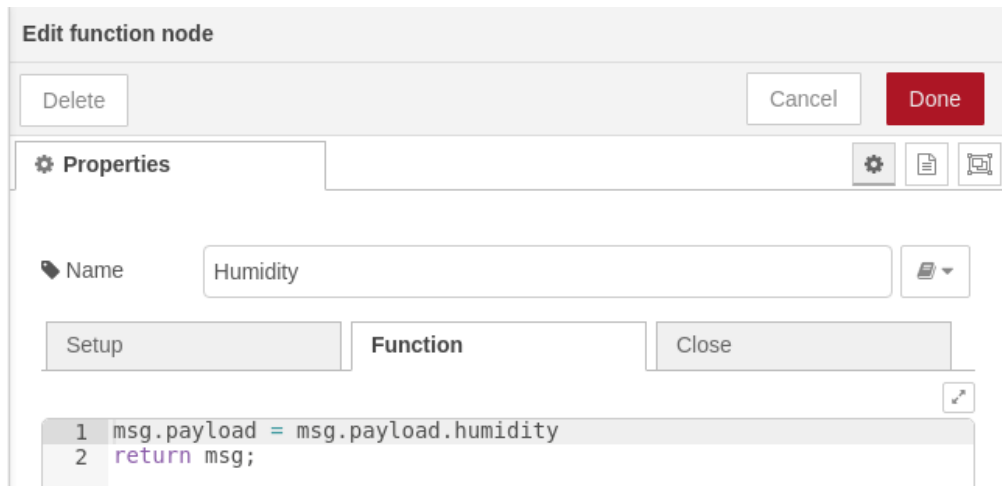 Edit function node
Delete Cancel Done
Properties
Name Humidity
Setup Function Close
1 msg.payload = msg.payload.humidity
2 return msg;